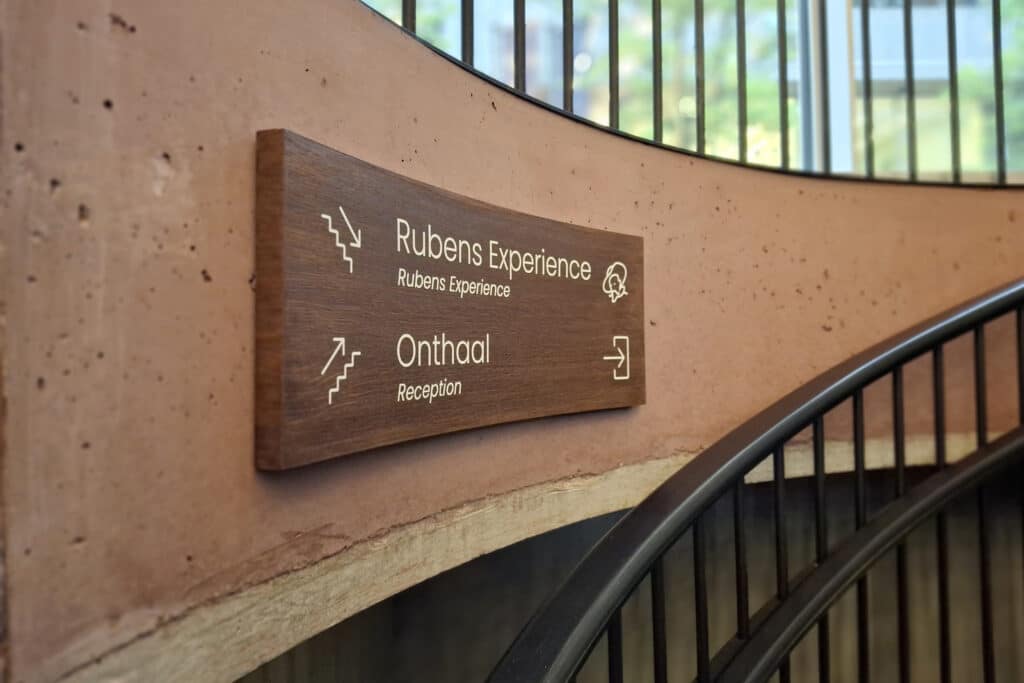 Rubens Experience
Rubens Experience
Onthaal
Reception